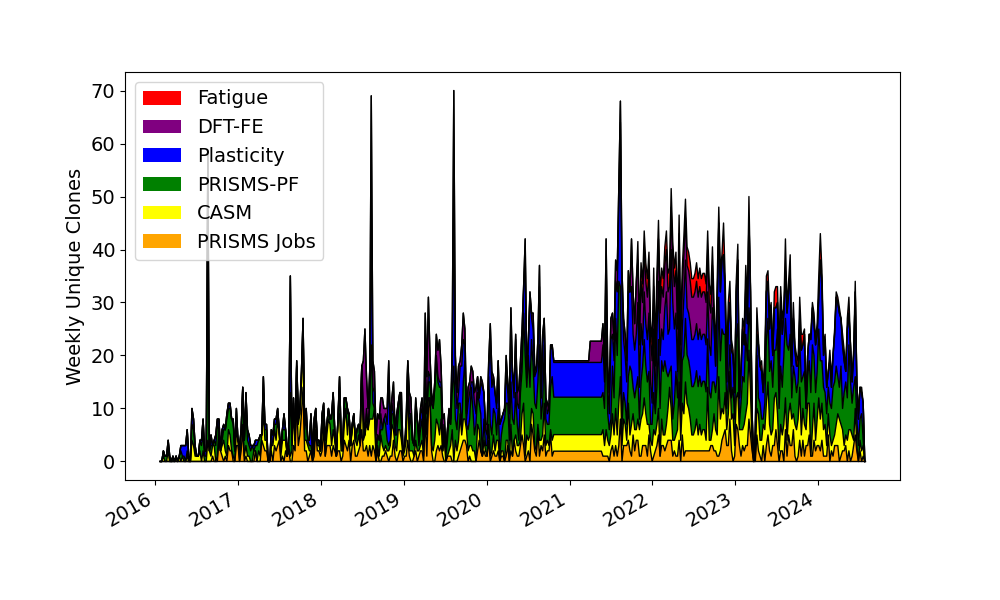 70
60
50
40
30
20
10
0
Weekly Unique Clones
Fatigue
DFT-FE
Plasticity
PRISMS-PF
CASM
PRISMS Jobs
2016
2017
2018
2019
2020
2021
2022
2023
2024